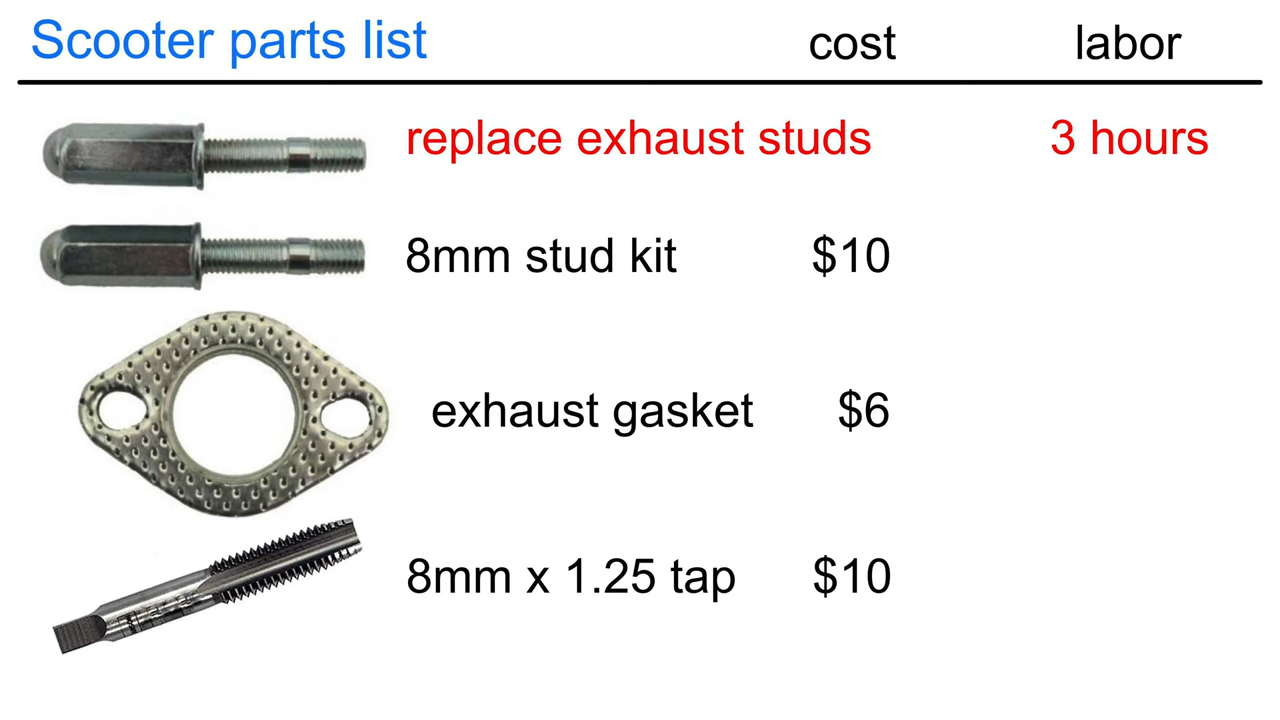 Scooter parts list cost labor
replace exhaust studs 3 hours
8mm stud kit $10
exhaust gasket $6
8mm x 1.25 tap $10